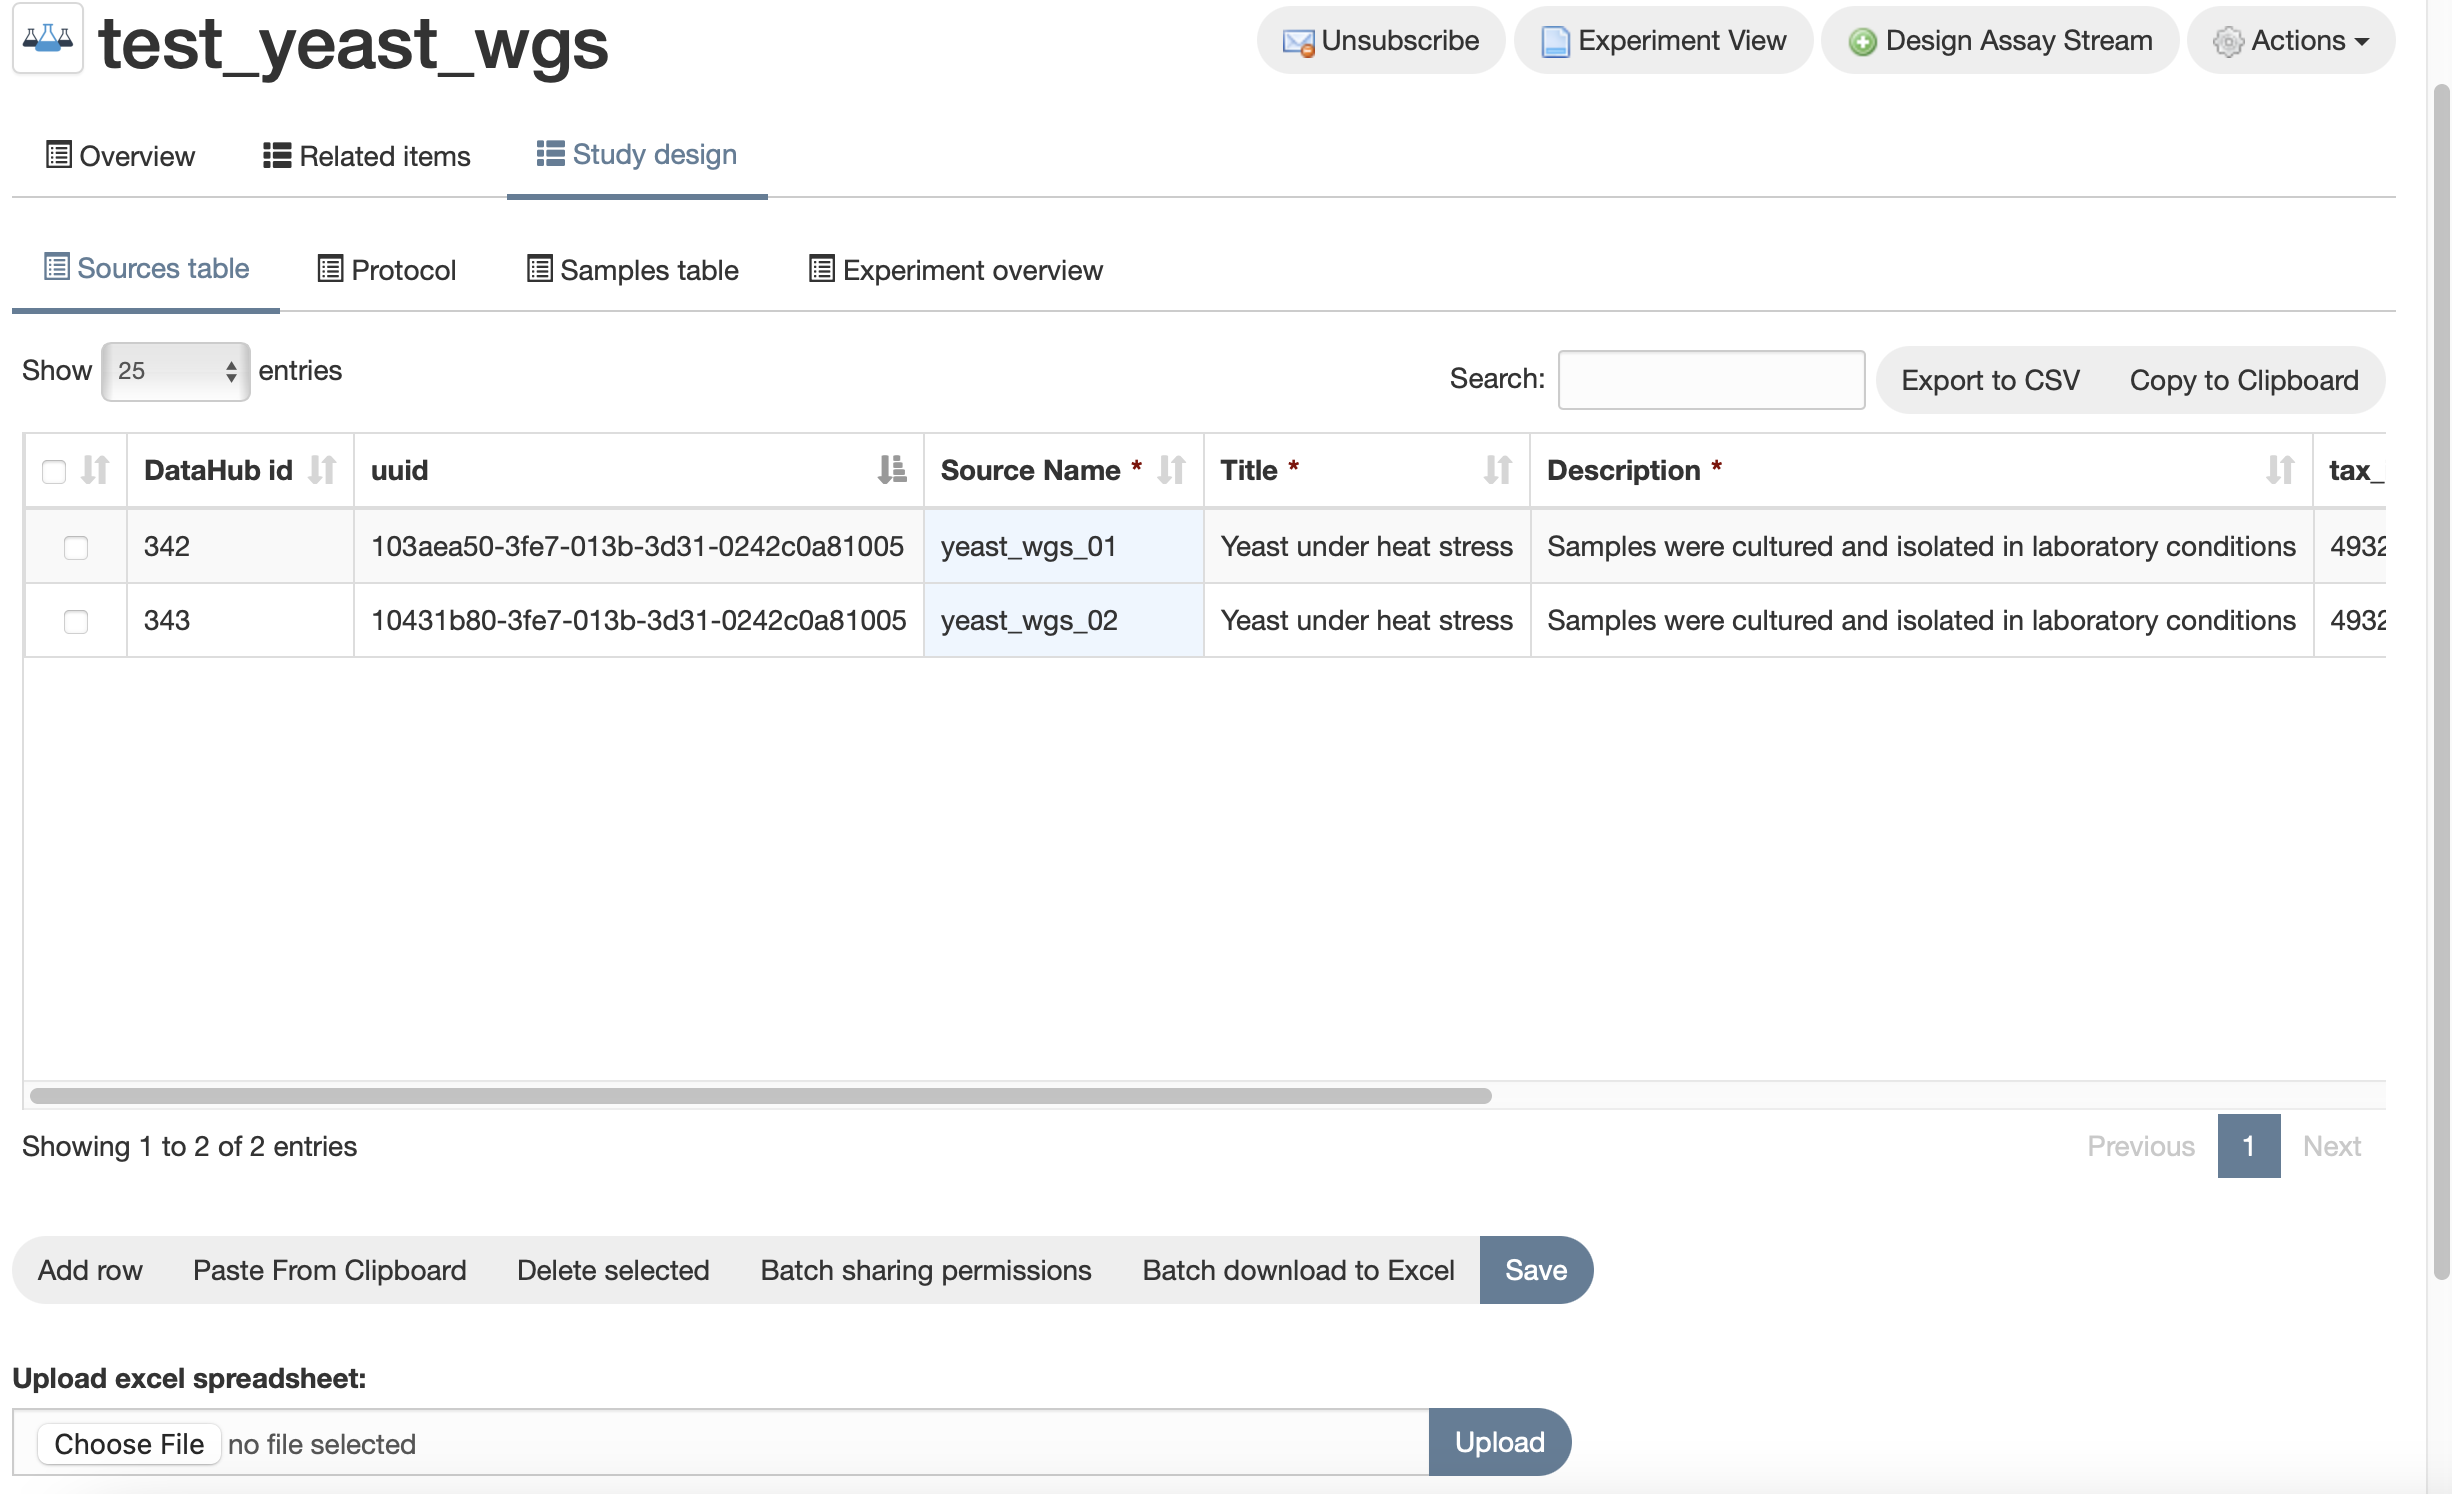 test_yeast_wgs
Unsubscribe Experiment View Design Assay Stream Actions
Overview Related items Study design
Sources table Protocol Samples table Experiment overview
Show 25 entries Search: Export to CSV Copy to Clipboard
DataHub id uuid Source Name * Title * Description * tax_
342 103aea50-3fe7-013b-3d31-0242c0a81005 yeast_wgs_01 Yeast under heat stress Samples were cultured and isolated in laboratory conditions 4932
343 10431b80-3fe7-013b-3d31-0242c0a81005 yeast_wgs_02 Yeast under heat stress Samples were cultured and isolated in laboratory conditions 4932
Showing 1 to 2 of 2 entries Previous 1 Next
Add row Paste From Clipboard Delete selected Batch sharing permissions Batch download to Excel Save
Upload excel spreadsheet:
Choose File no file selected Upload